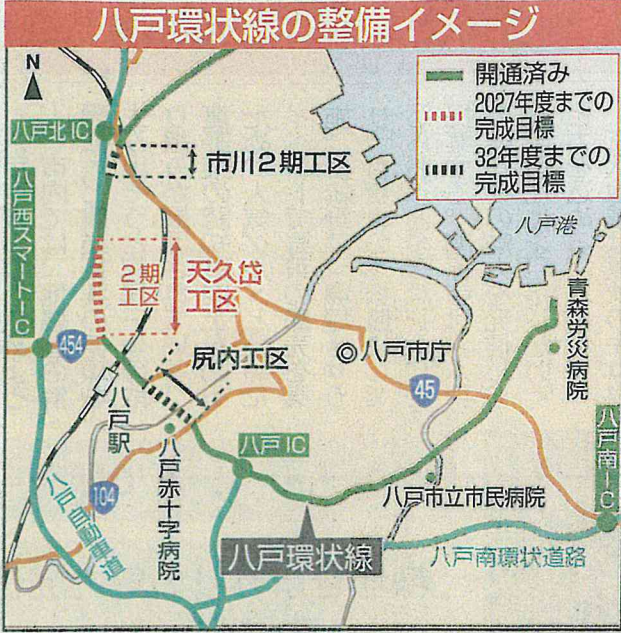 八戸環状線の整備イメージ
N
開通済み
2027年度までの
完成目標
32年度までの
完成目標
八戸北IC
市川2期工区
八戸西スマートIC
八戸港
2期
工区
天久岱
工区
青森労災病院
454
尻内工区
八戸市庁
45
八戸駅
八戸IC
八戸南IC
八戸赤十字病院
104
八戸市立市民病院
八戸自動車道
八戸環状線
八戸南環状道路